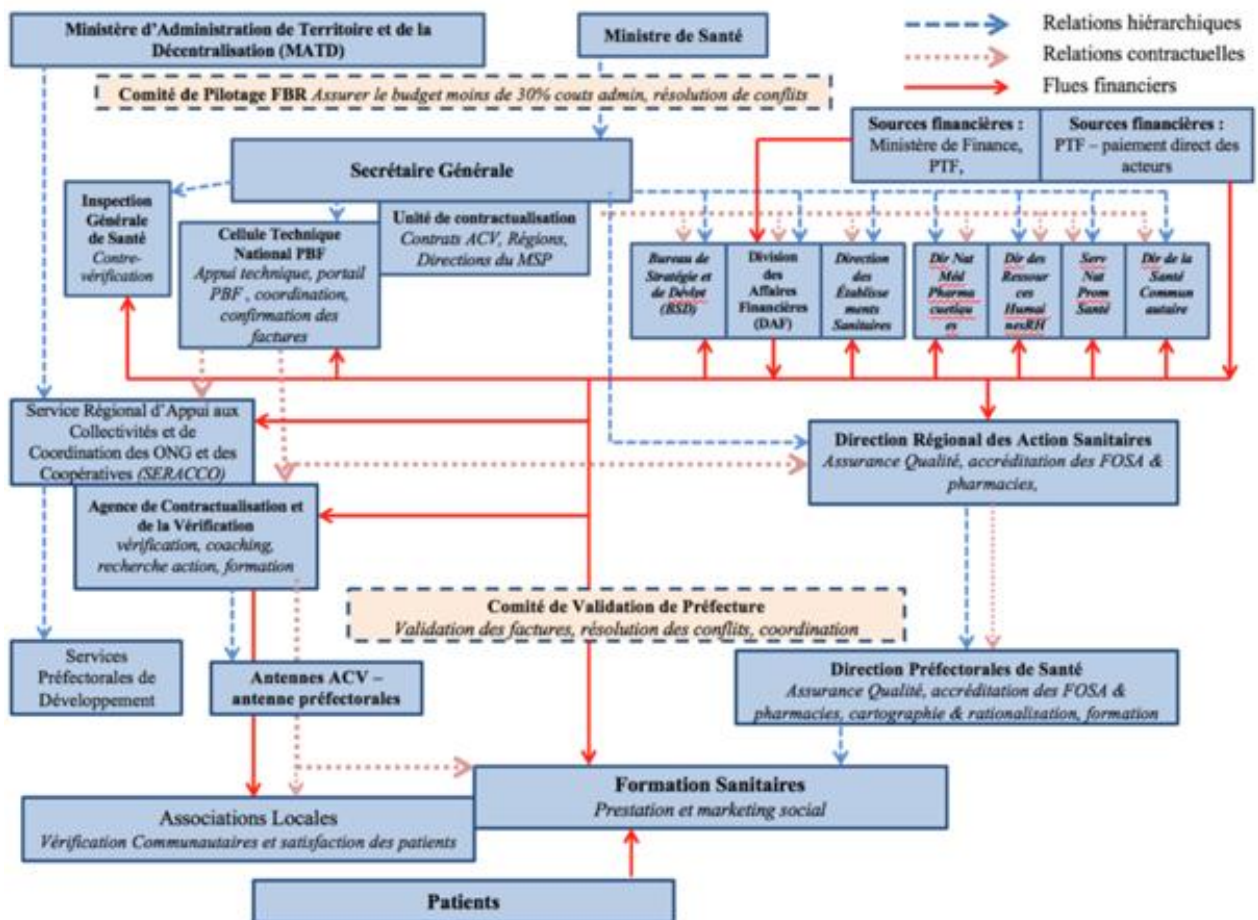 Ministère d'Administration de Territoire et de la
Décentralisation (MATD)
Ministre de Santé
Relations hiérarchiques
Relations contractuelles
Flues financiers
Comité de Pilotage FBR Assurer le budget moins de 30% couts admin, résolution de conflits
Sources financières :
Ministère de Finance,
PTF,
Sources financières :
PTF – paiement direct des
acteurs
Secrétaire Générale
Inspection
Générale
de Santé
Contre-
vérification
Cellule Technique
National PBF
Appui technique, portail
PBF , coordination,
confirmation des
factures
Unité de contractualisation
Contrats ACV, Régions,
Directions du MSP
Bureau de
Stratégie et
de Dévlpt
(BSD)
Division
des
Affaires
Financières
(DAF)
Direction
des
Établisse
ments
Sanitaires
Dir Nat
Méd
Pharma
cuetiqu
es
Dir des
Ressour
ces
Humai
nesRH
Serv
Nat
Prom
Santé
Dir de la
Santé
Commun
autaire
Service Régional d'Appui aux
Collectivités et de
Coordination des ONG et des
Coopératives (SERACCO)
Direction Régional des Action Sanitaires
Assurance Qualité, accréditation des FOSA &
pharmacies,
Agence de Contractualisation et
de la Vérification
vérification, coaching,
recherche action, formation
Comité de Validation de Préfecture
Validation des factures, résolution des conflits, coordination
Services
Préfectorales de
Développement
Antennes ACV –
antenne préfectorales
Direction Préfectorales de Santé
Assurance Qualité, accréditation des FOSA &
pharmacies, cartographie & rationalisation, formation
Formation Sanitaires
Prestation et marketing social
Associations Locales
Vérification Communautaires et satisfaction des patients
Patients